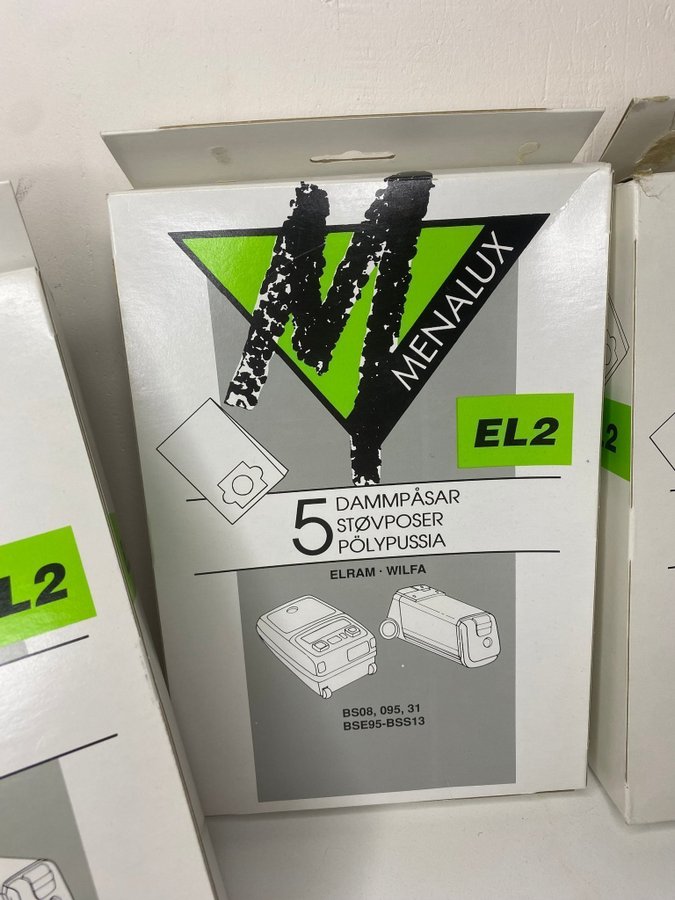 MENALUX
EL2
5 DAMMPÅSAR
STØVPOSER
PÖLYPUSSIA
ELRAM · WILFA
BS08, 095, 31
BSE95-BSS13
L2
.2